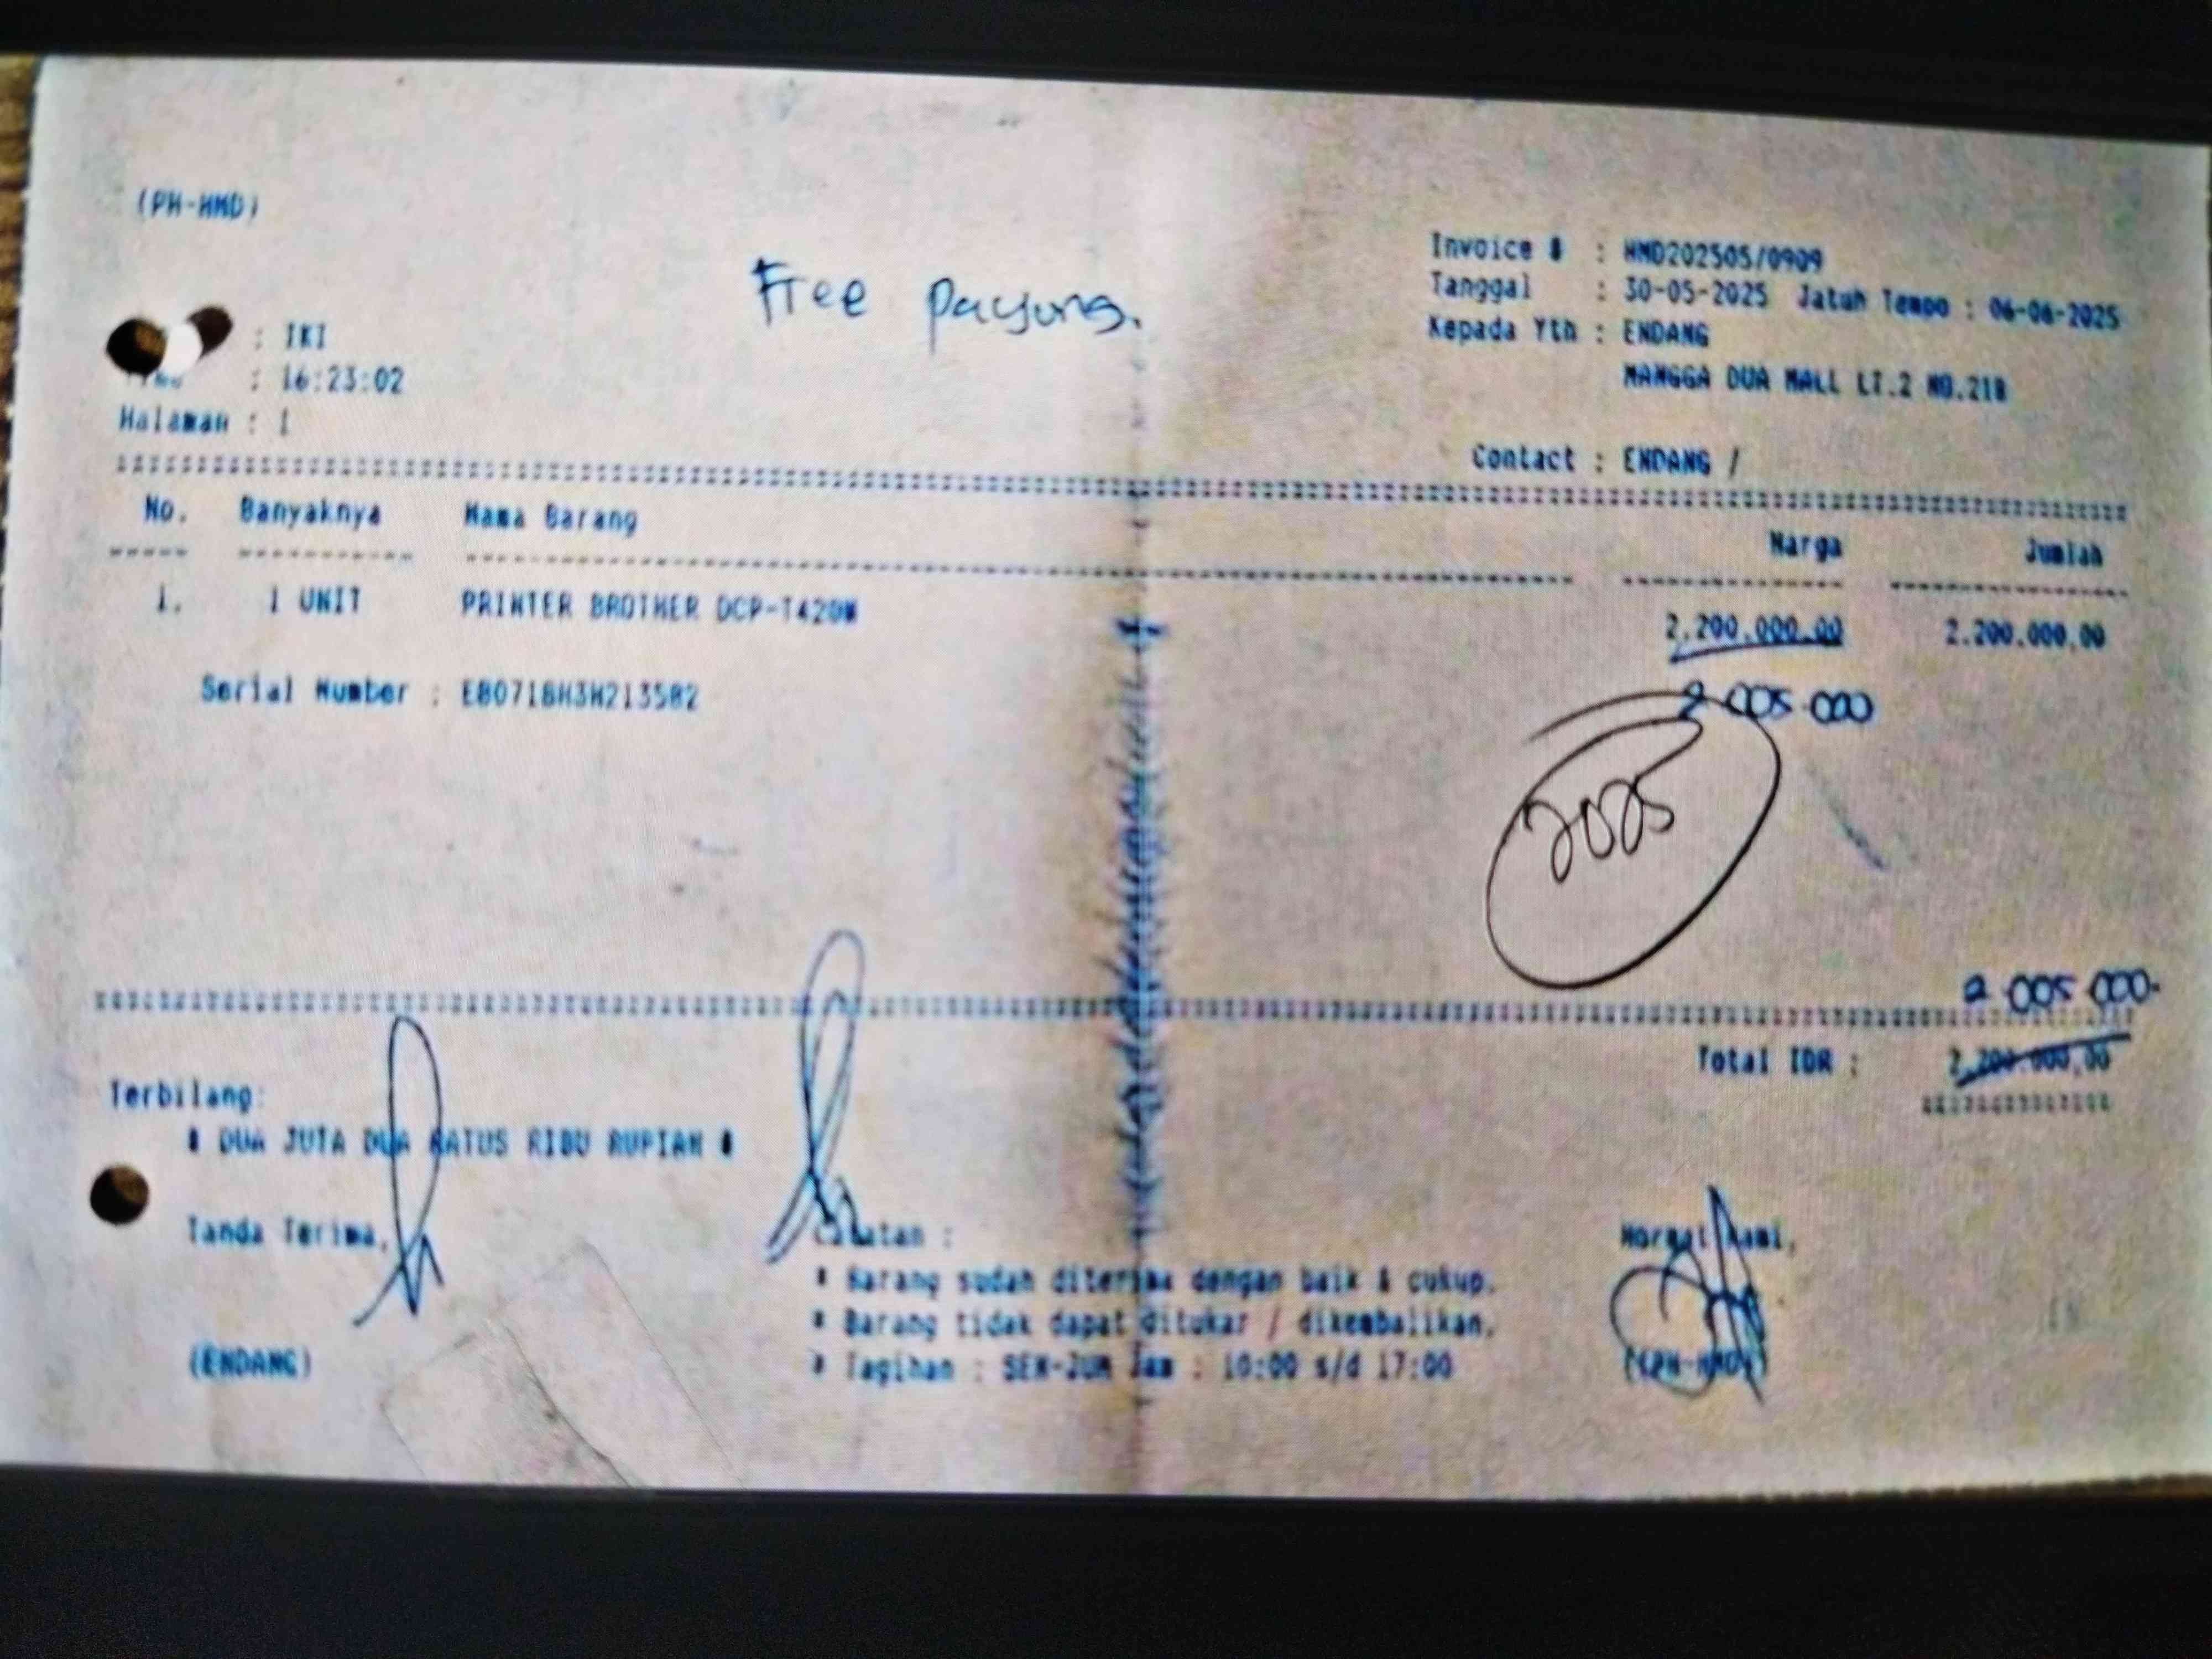 (PH-HMD)
Free payung.
Invoice # : HMD202505/0909
Tanggal : 30-05-2025 Jatuh Tempo : 06-06-2025
Kepada Yth : ENDANG
MANGGA DUA MALL LT.2 NO.21B
: IKI
: 16:23:02
Halaman : 1
Contact : ENDANG /
No. Banyaknya Nama Barang Harga Jumlah
1. 1 UNIT PRINTER BROTHER DCP-T420W 2.200.000,00 2.200.000,00
Serial Number :
2 005 000
2025
2 005 000-
Total IDR : 2.200.000,00
Terbilang:
# DUA JUTA DUA RATUS RIBU RUPIAH #
Tanda Terima,
Catatan :
Hormat Kami,
* Barang sudah diterima dengan baik & cukup.
* Barang tidak dapat ditukar / dikembalikan.
* Tagihan : SEN-JUM Jam : 10:00 s/d 17:00
(ENDANG)
((PH-HMD))